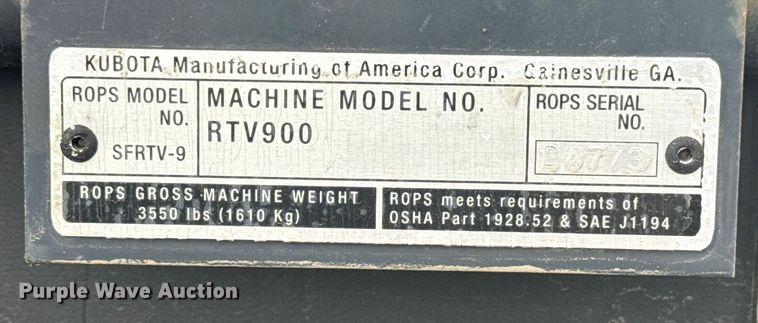 KUBOTA Manufacturing of America Corp. Gainesville GA.
ROPS MODEL NO.
SFRTV-9
MACHINE MODEL NO.
RTV900
ROPS SERIAL NO.
D4773
ROPS GROSS MACHINE WEIGHT
3550 lbs (1610 Kg)
ROPS meets requirements of
OSHA Part 1928.52 & SAE J1194
Purple Wave Auction